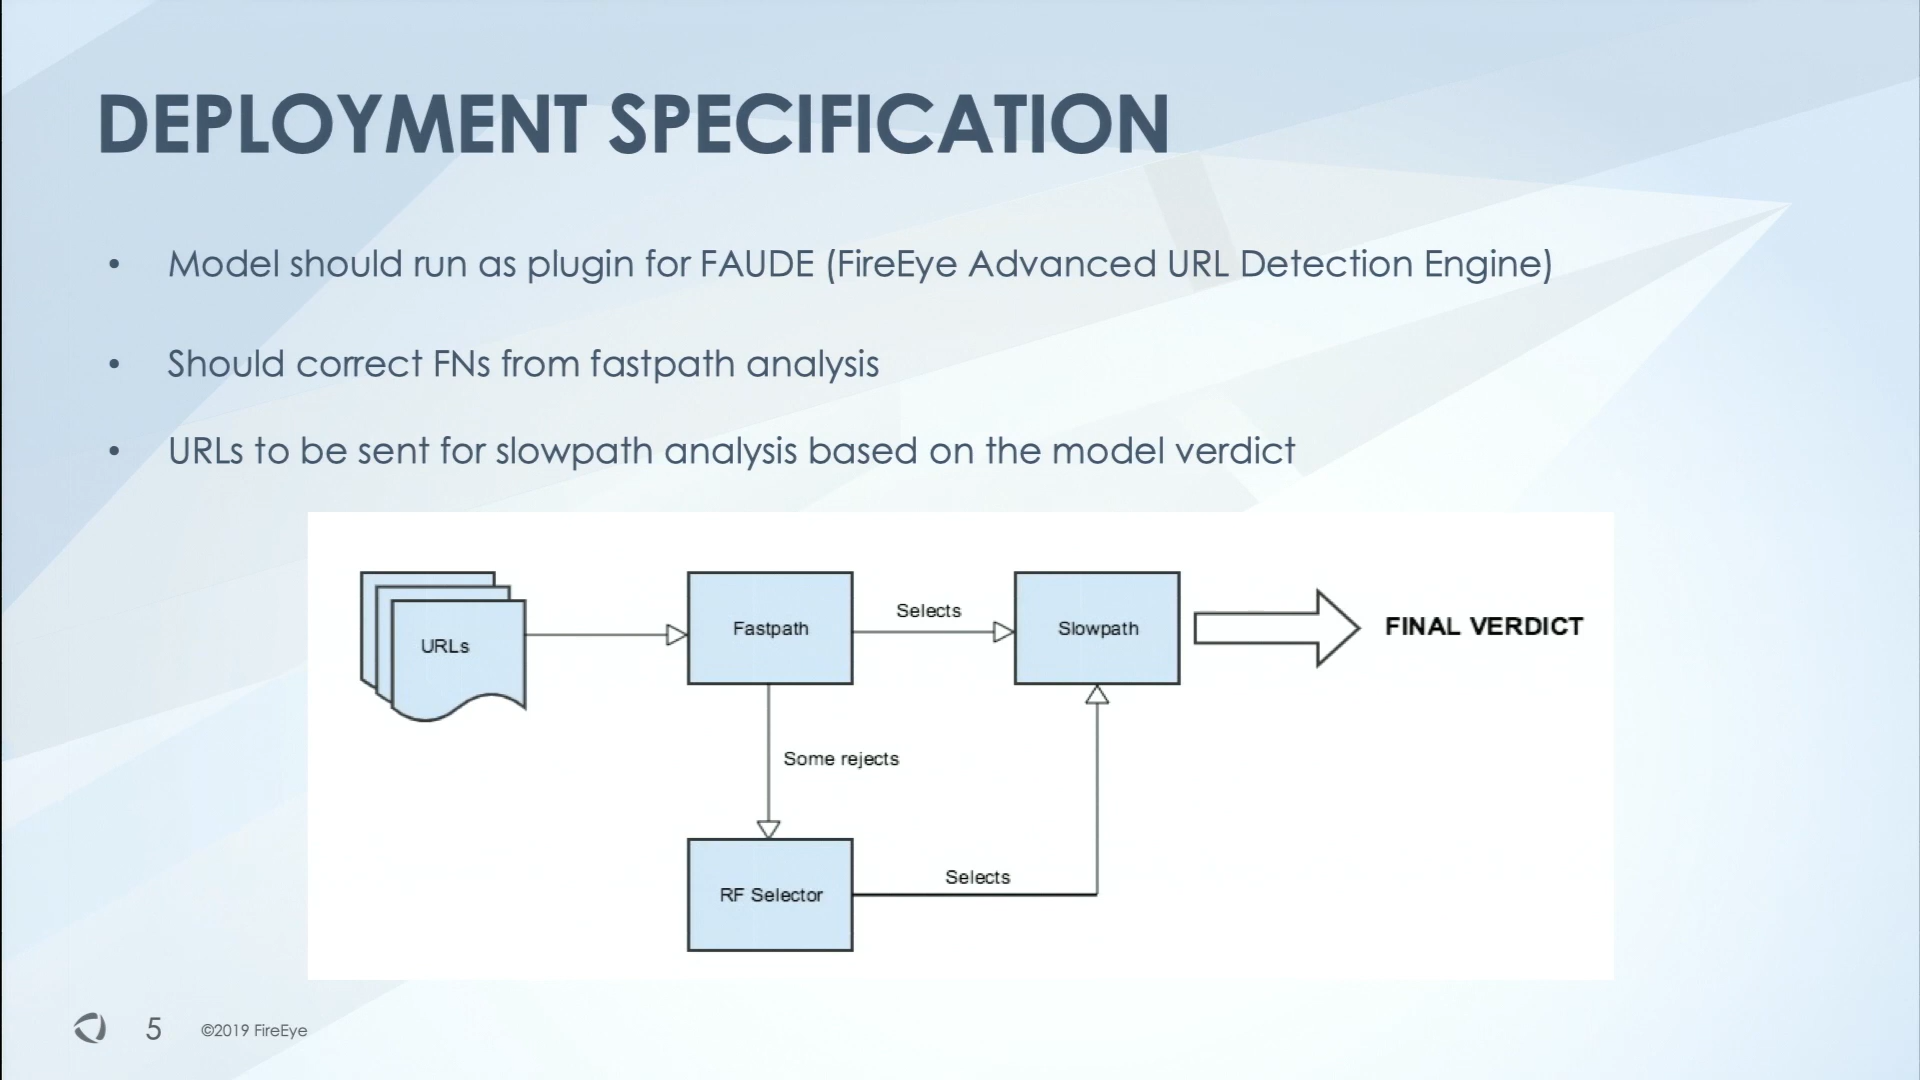 DEPLOYMENT SPECIFICATION
• Model should run as plugin for FAUDE (FireEye Advanced URL Detection Engine)
• Should correct FNs from fastpath analysis
• URLs to be sent for slowpath analysis based on the model verdict
URLs
Fastpath
Selects
Slowpath
FINAL VERDICT
Some rejects
RF Selector
Selects
5 ©2019 FireEye